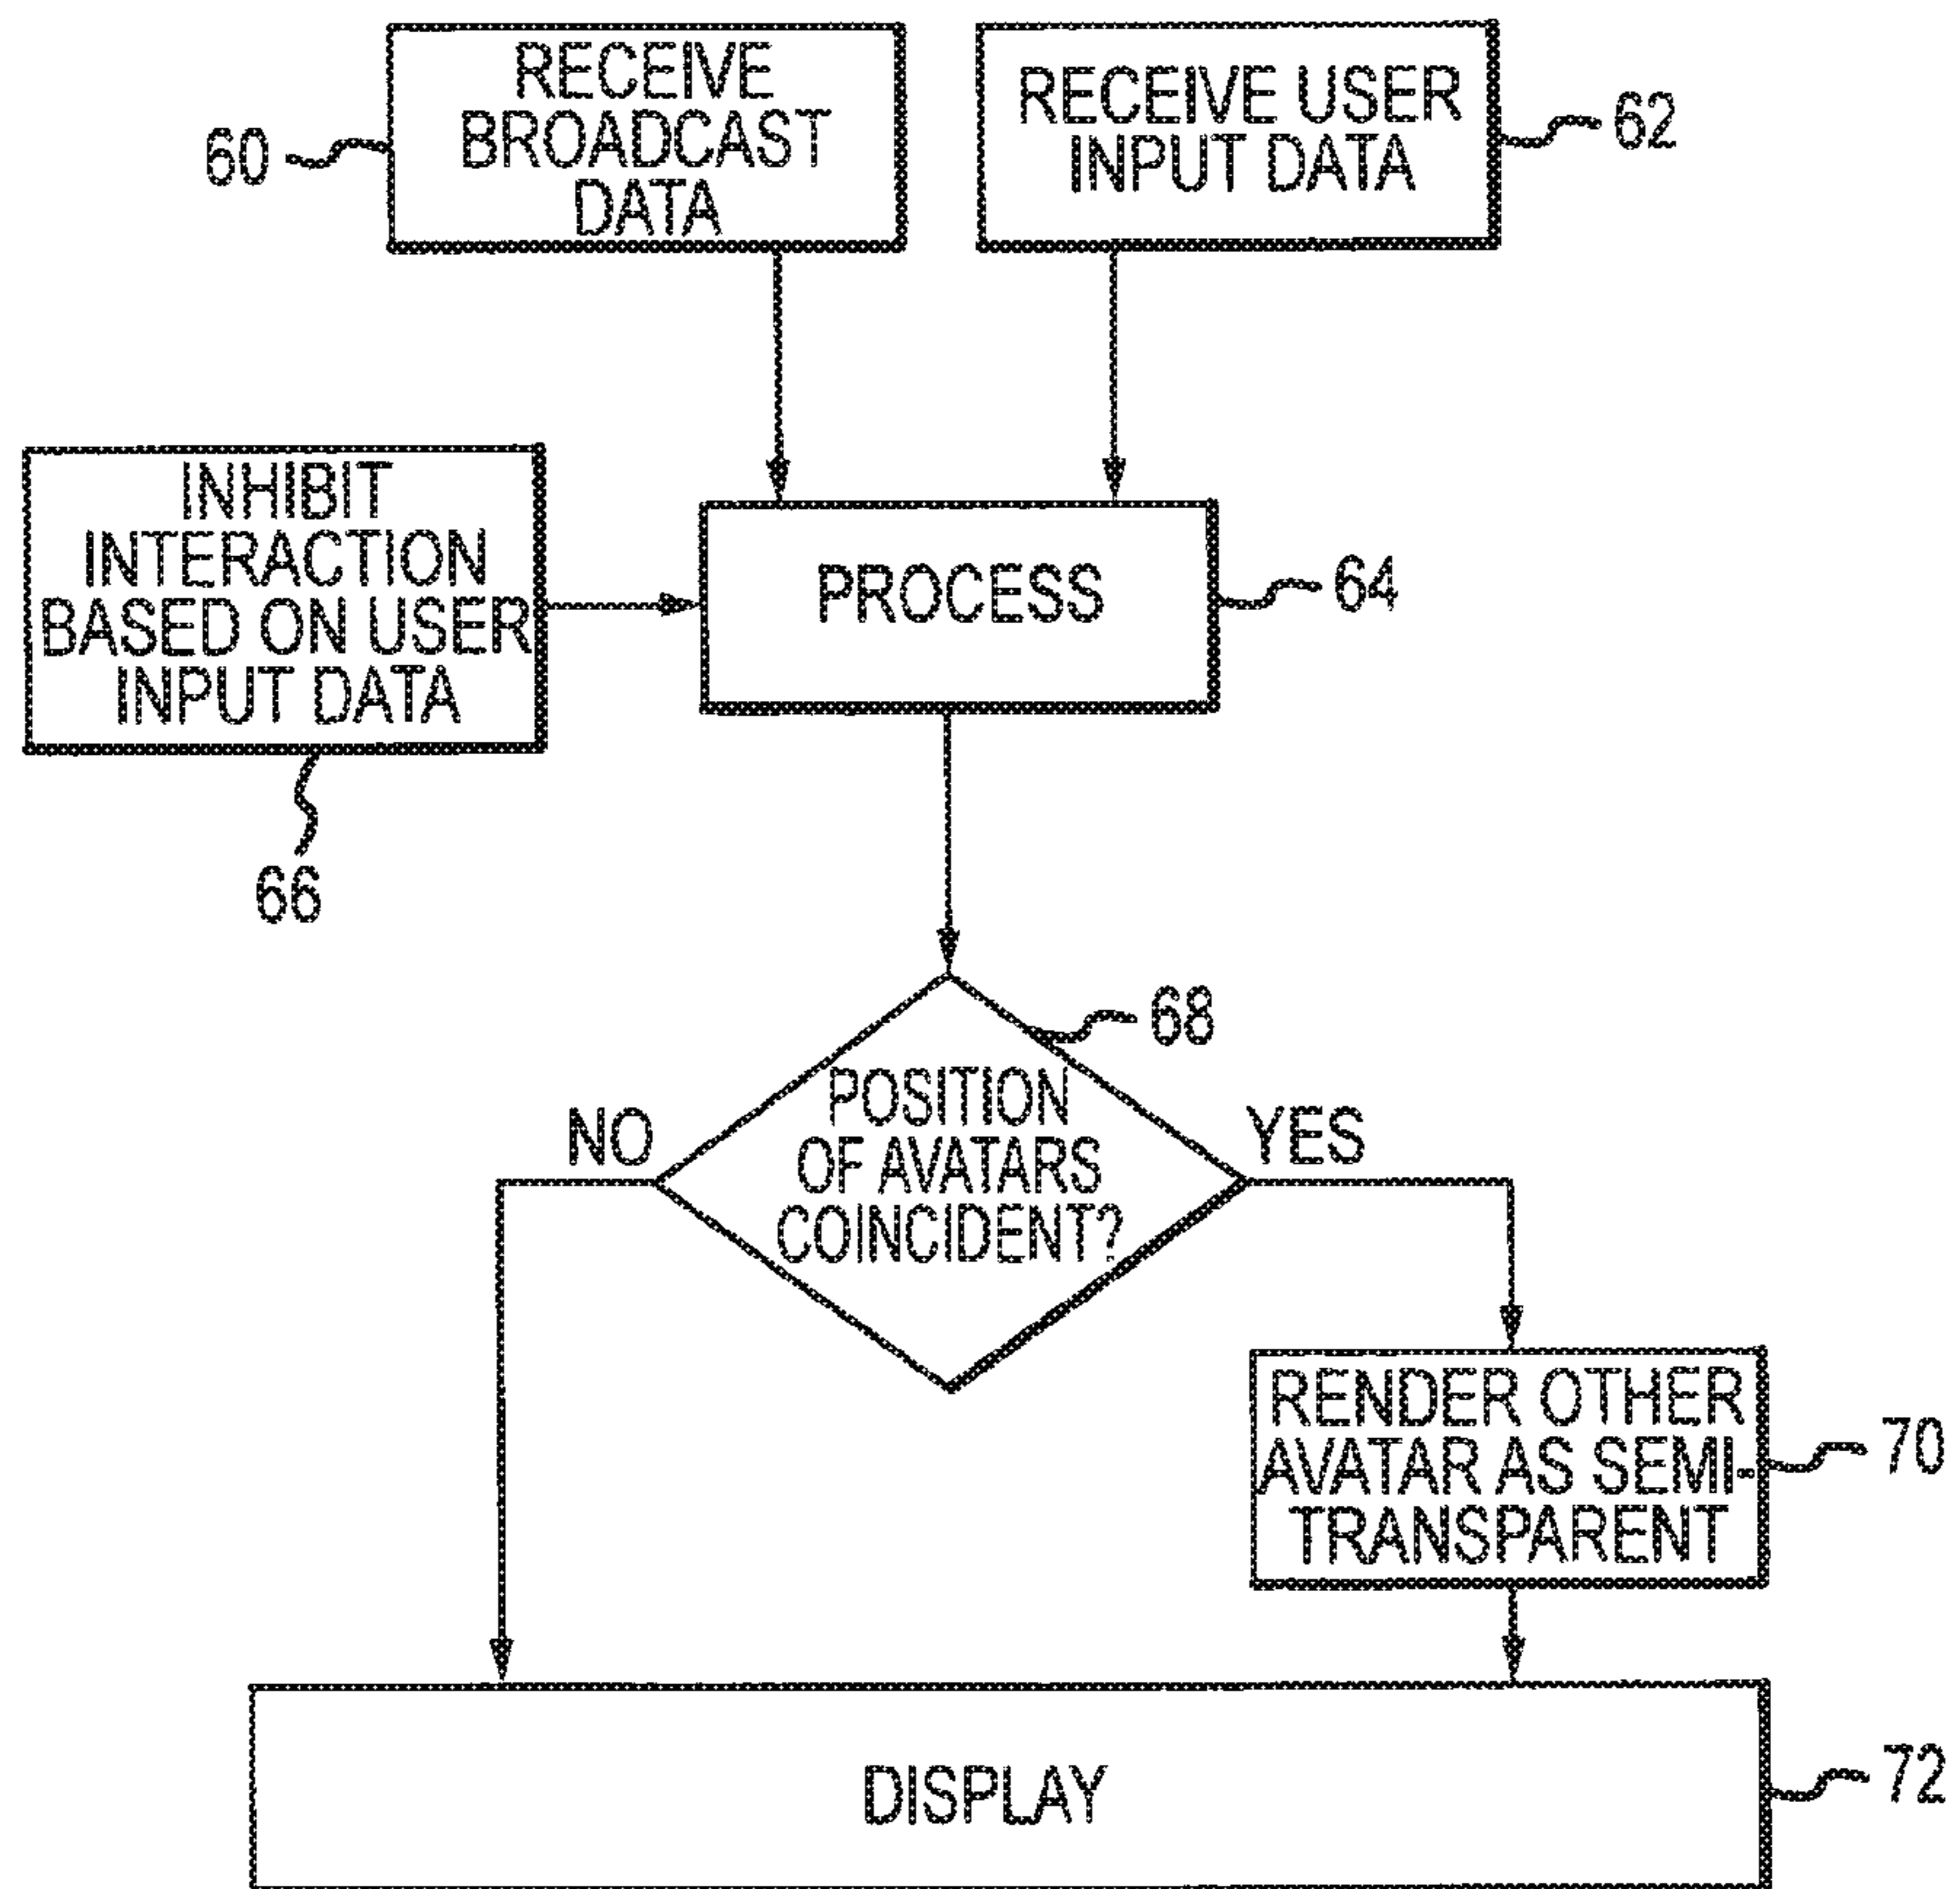 RECEIVE
BROADCAST
DATA
60
RECEIVE USER
INPUT DATA
62
INHIBIT
INTERACTION
BASED ON USER
INPUT DATA
66
PROCESS
64
68
POSITION
OF AVATARS
COINCIDENT?
NO
YES
RENDER OTHER
AVATAR AS SEMI-
TRANSPARENT
70
DISPLAY
72